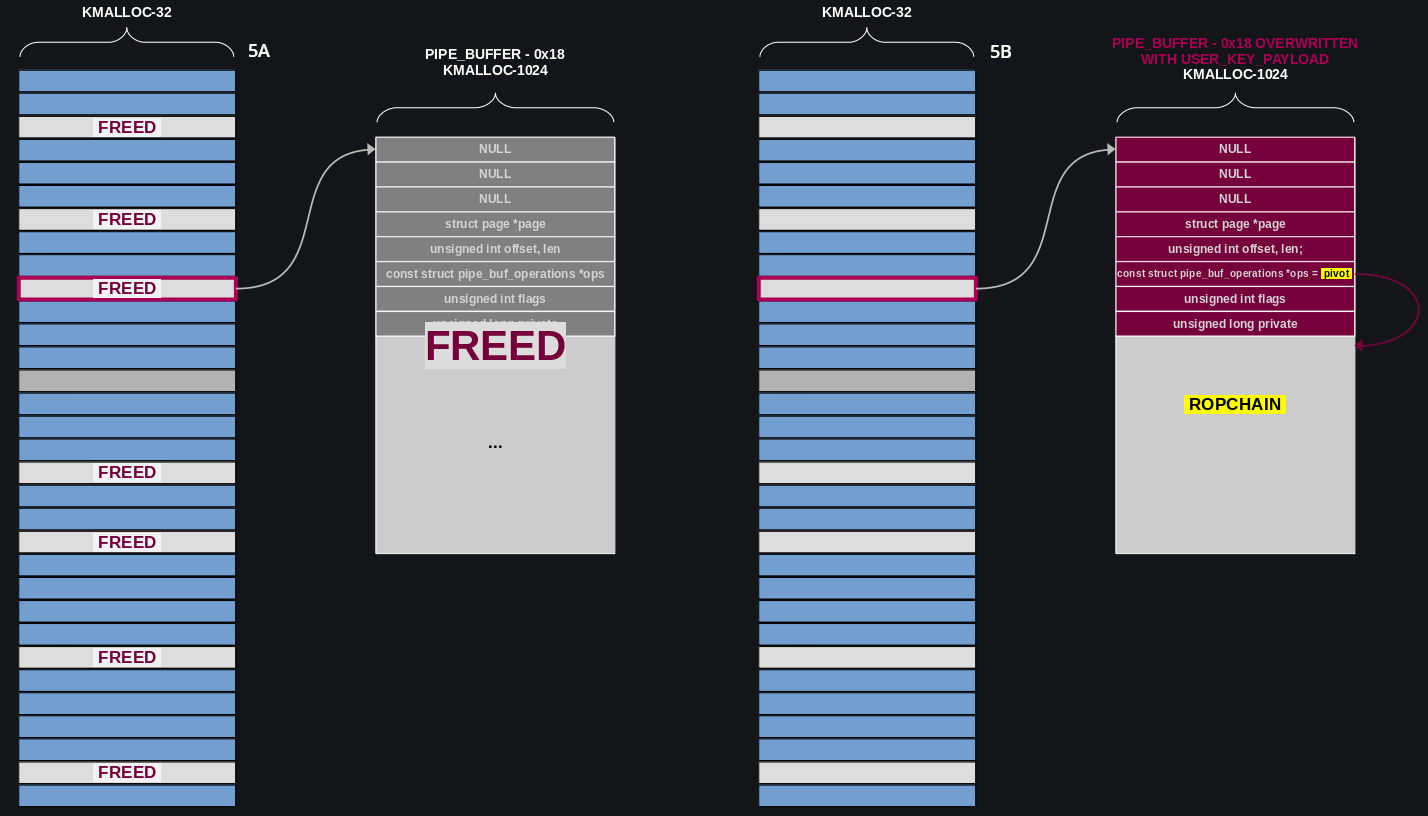 KMALLOC-32
5A
FREED
FREED
FREED
FREED
FREED
FREED
FREED
PIPE_BUFFER - 0x18
KMALLOC-1024
NULL
NULL
NULL
struct page *page
unsigned int offset, len
const struct pipe_buf_operations *ops
unsigned int flags
unsigned long private
FREED
...
KMALLOC-32
5B
PIPE_BUFFER - 0x18 OVERWRITTEN
WITH USER_KEY_PAYLOAD
KMALLOC-1024
NULL
NULL
NULL
struct page *page
unsigned int offset, len;
const struct pipe_buf_operations *ops = pivot
unsigned int flags
unsigned long private
ROPCHAIN